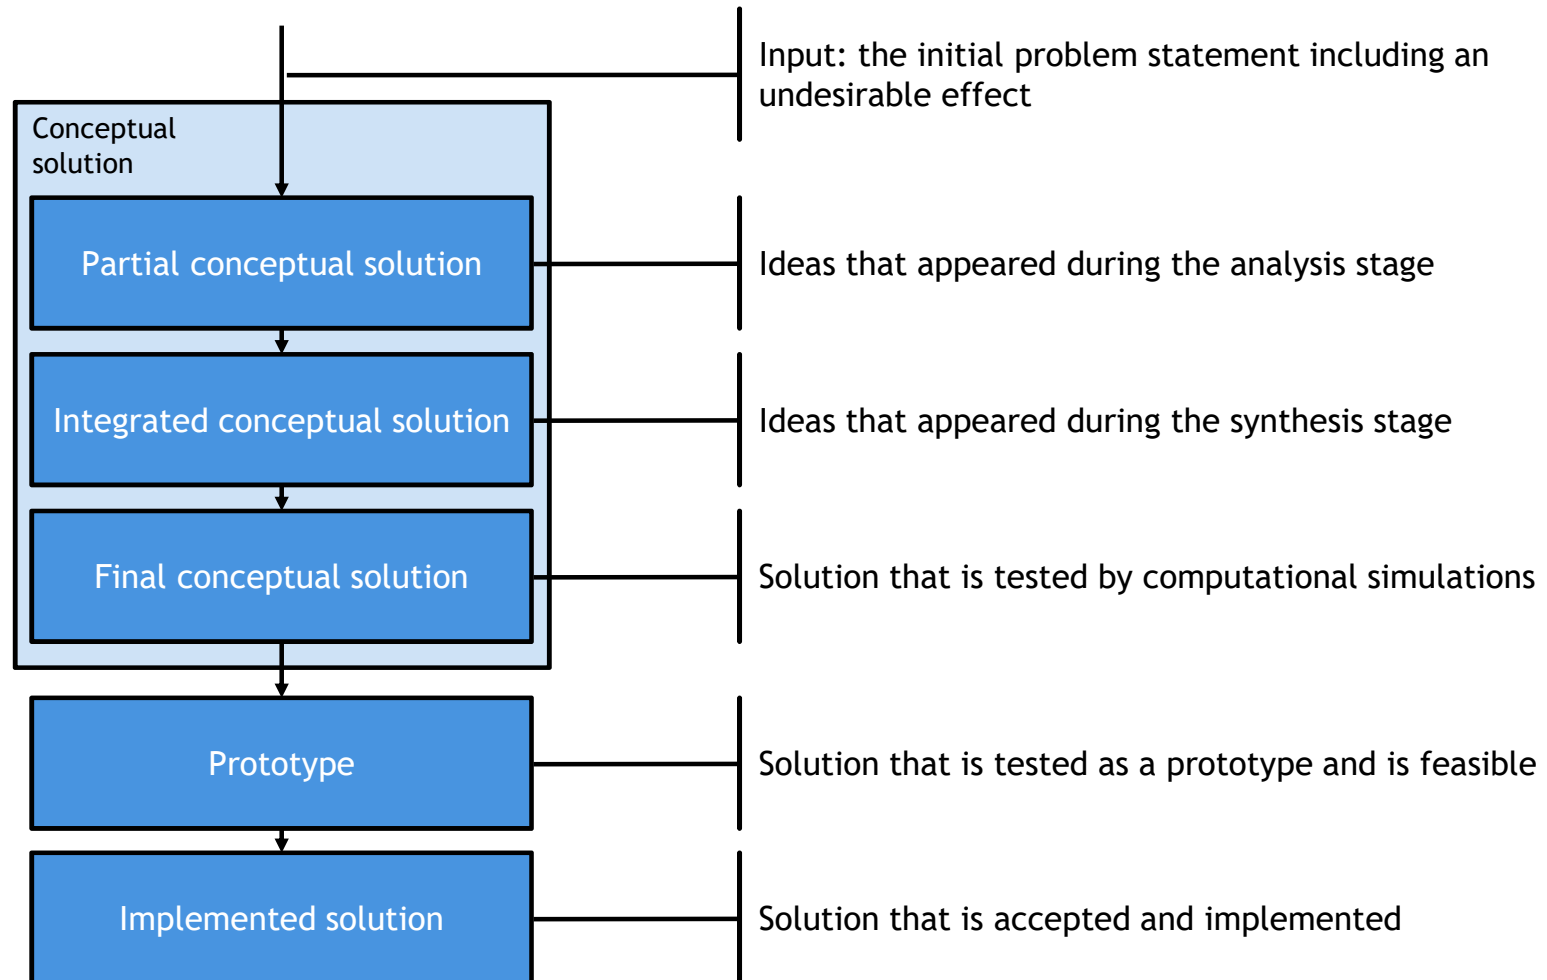 Input: the initial problem statement including an
undesirable effect
Conceptual
solution
Partial conceptual solution
Ideas that appeared during the analysis stage
Integrated conceptual solution
Ideas that appeared during the synthesis stage
Final conceptual solution
Solution that is tested by computational simulations
Prototype
Solution that is tested as a prototype and is feasible
Implemented solution
Solution that is accepted and implemented